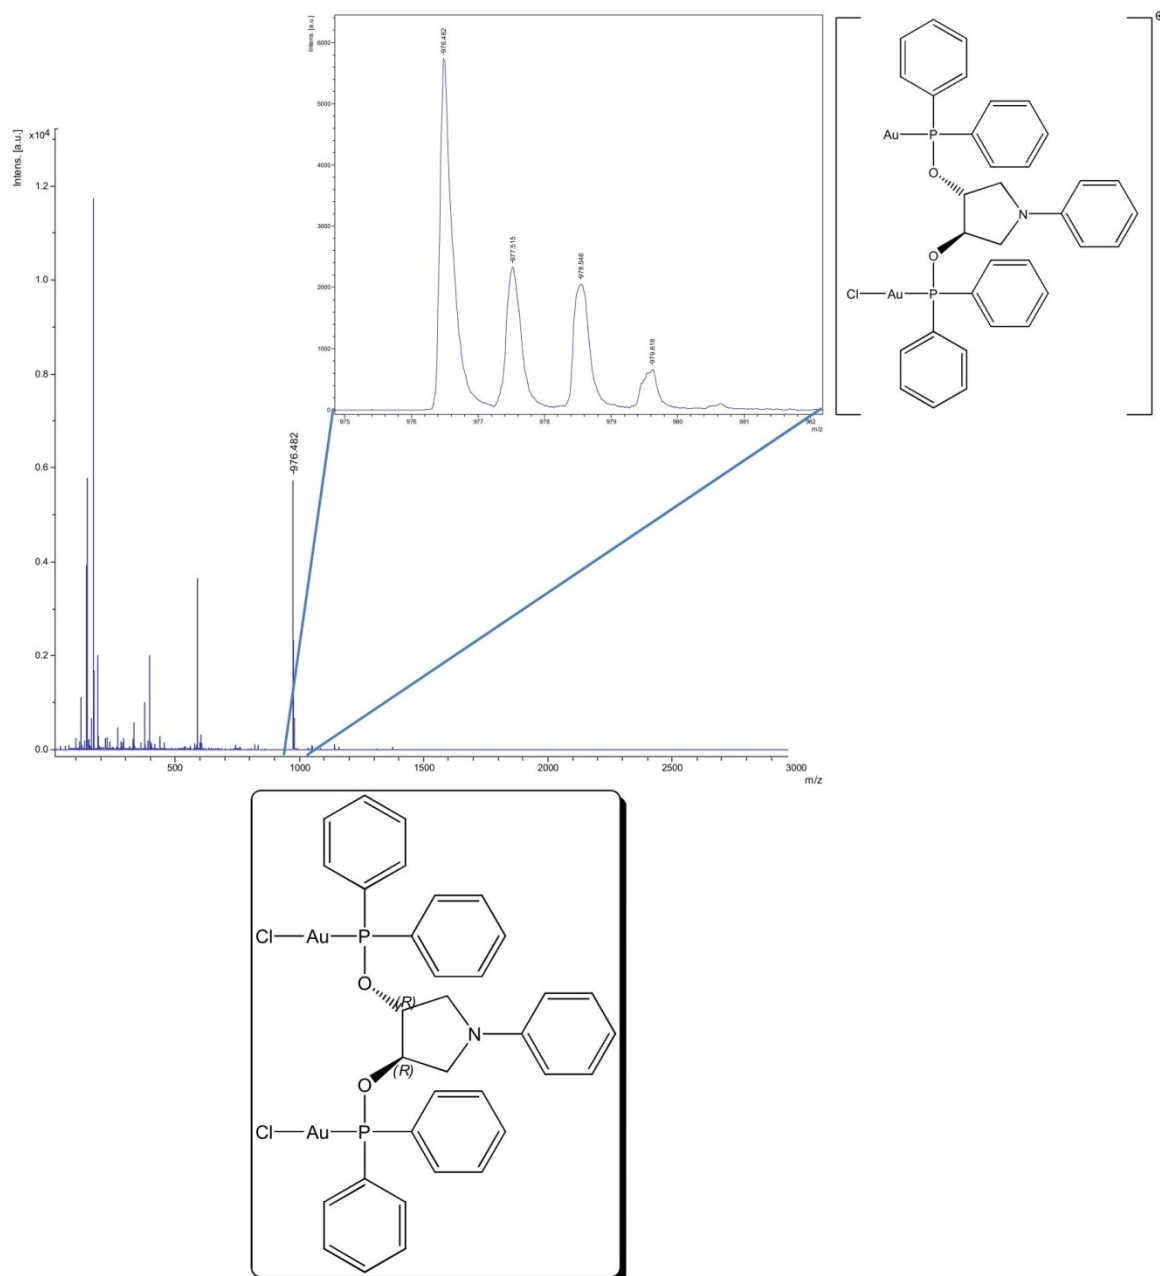 Intens. [a.u.]
6000
5000
4000
3000
2000
1000
0
976.482
977.515
978.546
979.618
975
976
977
978
979
980
981
982
m/z
⊕
Au
P
O
N
O
Cl
Au
P
Intens. [a.u.]
x10⁴
1.2
1.0
0.8
0.6
0.4
0.2
0.0
976.482
500
1000
1500
2000
2500
3000
m/z
Cl
Au
P
O
(R)
N
(R)
O
Cl
Au
P